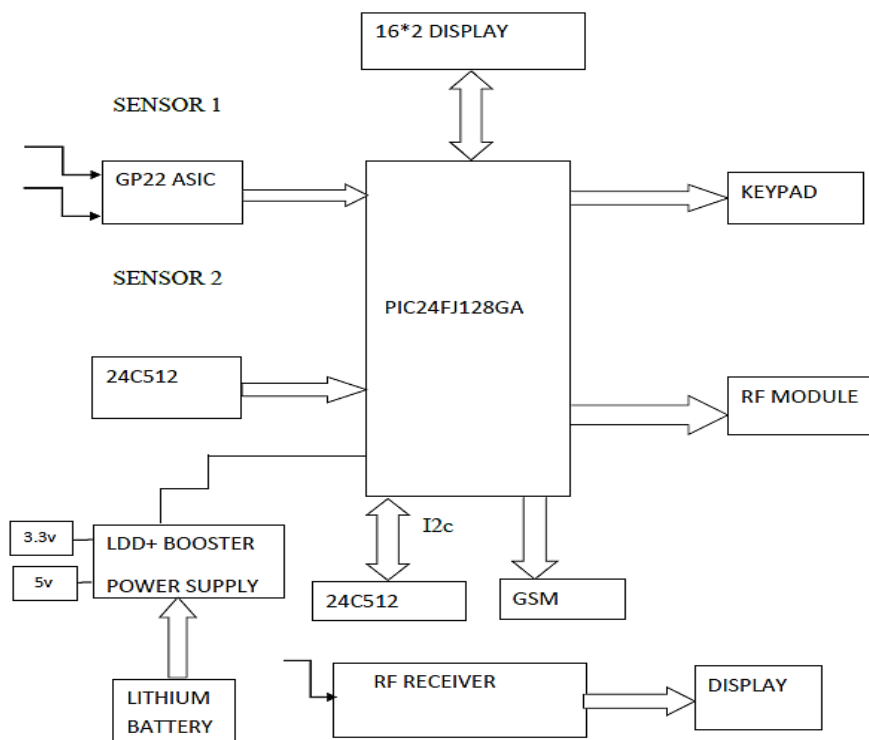 16*2 DISPLAY
SENSOR 1
GP22 ASIC
KEYPAD
SENSOR 2
PIC24FJ128GA
24C512
RF MODULE
I2c
3.3v
LDD+ BOOSTER
5v
POWER SUPPLY
24C512
GSM
LITHIUM
BATTERY
RF RECEIVER
DISPLAY